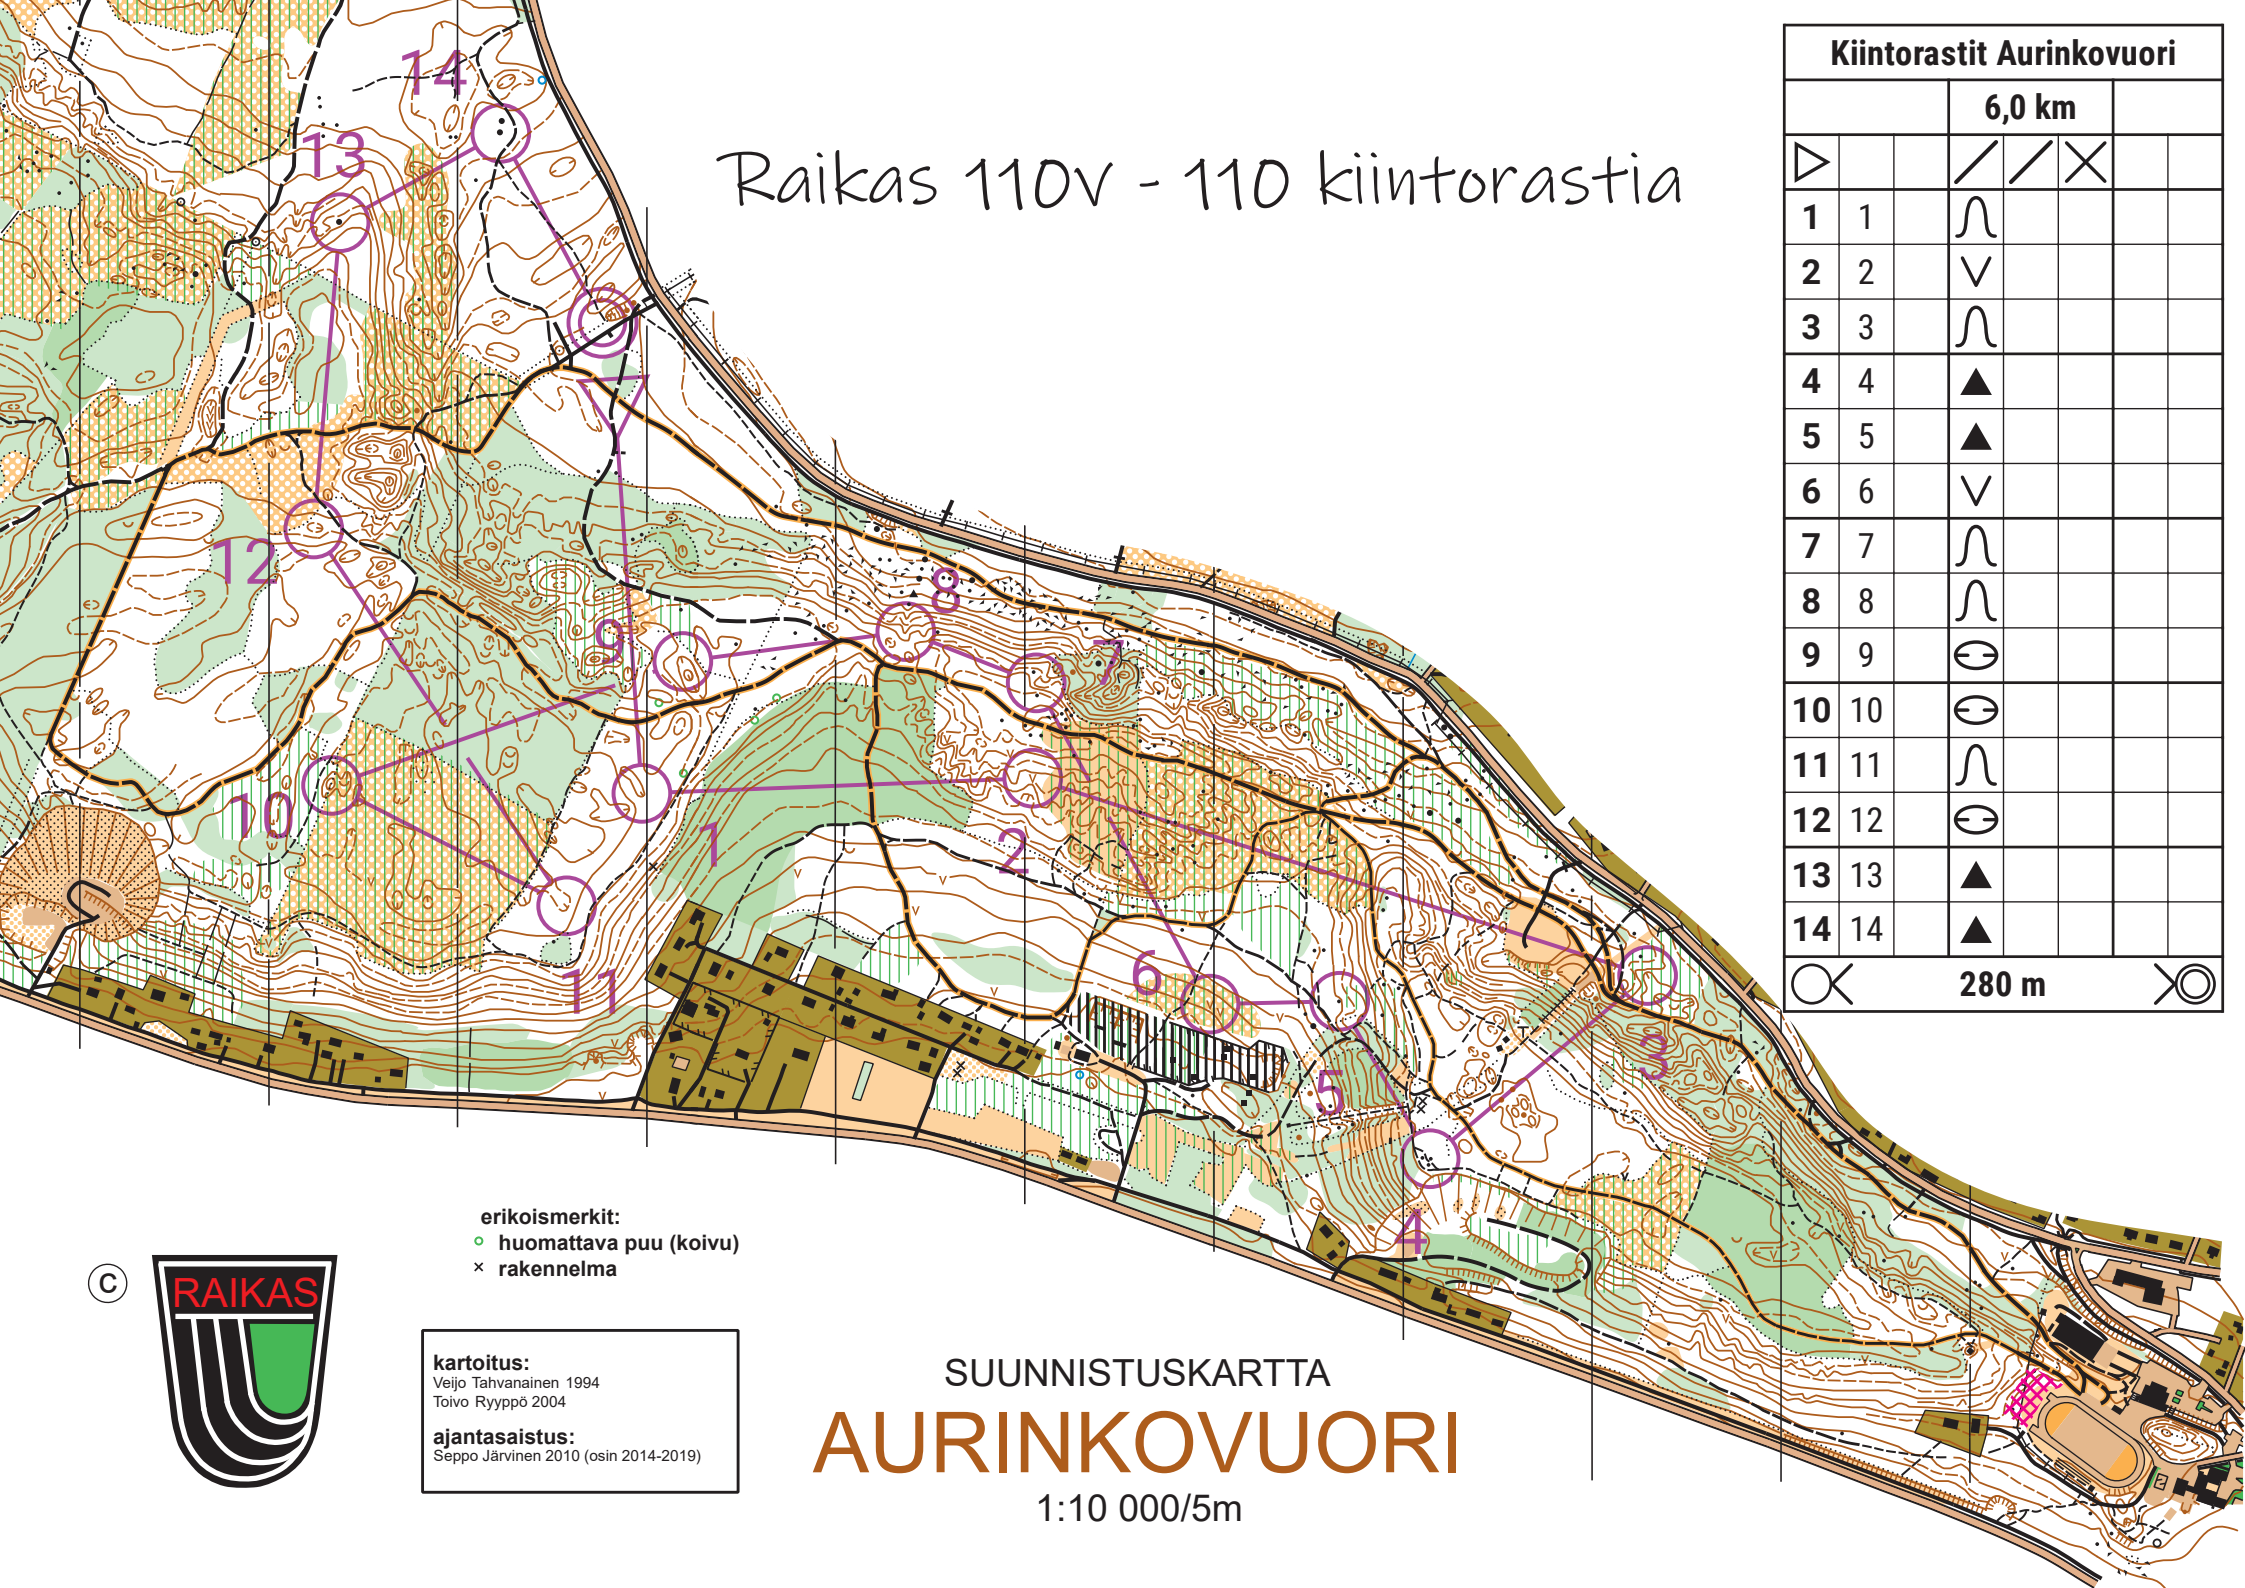 Raikas 110v - 110 kiintorastia
Kiintorastit Aurinkovuori
6,0 km
1 1
2 2
3 3
4 4
5 5
6 6
7 7
8 8
9 9
10 10
11 11
12 12
13 13
14 14
280 m
14
13
12
8
9
7
10
1
2
6
11
3
5
4
erikoismerkit:
huomattava puu (koivu)
rakennelma
C
RAIKAS
kartoitus:
Veijo Tahvanainen 1994
Toivo Ryyppö 2004
ajantasaistus:
Seppo Järvinen 2010 (osin 2014-2019)
SUUNNISTUSKARTTA
AURINKOVUORI
1:10 000/5m